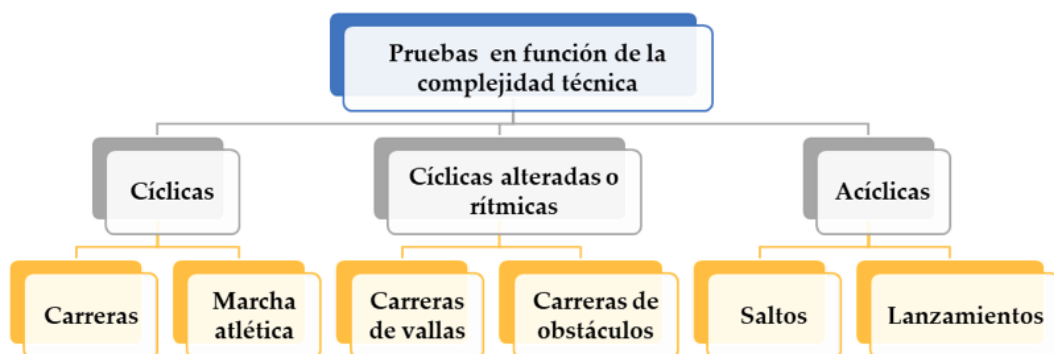 Pruebas en función de la
complejidad técnica
Cíclicas
Cíclicas alteradas o
rítmicas
Acíclicas
Carreras
Marcha
atlética
Carreras
de vallas
Carreras de
obstáculos
Saltos
Lanzamientos